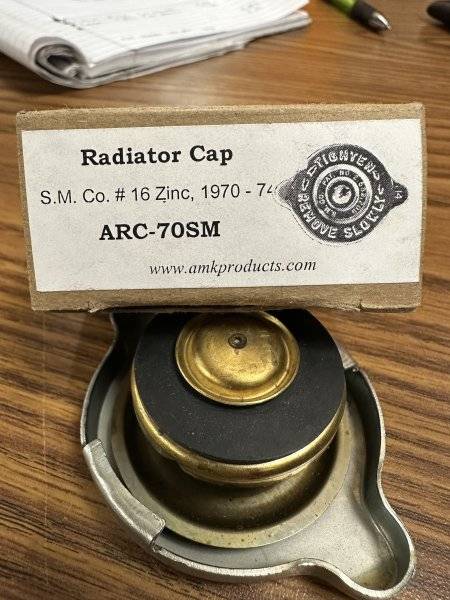 Radiator Cap
S.M. Co. # 16 Zinc, 1970 - 74
ARC-70SM
www.amkproducts.com
TIGHTEN
REMOVE SLOWLY